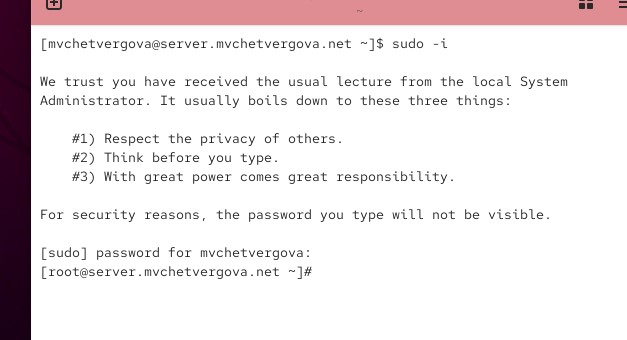 ~
[mvchetvergova@server.mvchetvergova.net ~]$ sudo -i
We trust you have received the usual lecture from the local System
Administrator. It usually boils down to these three things:
#1) Respect the privacy of others.
#2) Think before you type.
#3) With great power comes great responsibility.
For security reasons, the password you type will not be visible.
[sudo] password for mvchetvergova:
[root@server.mvchetvergova.net ~]#